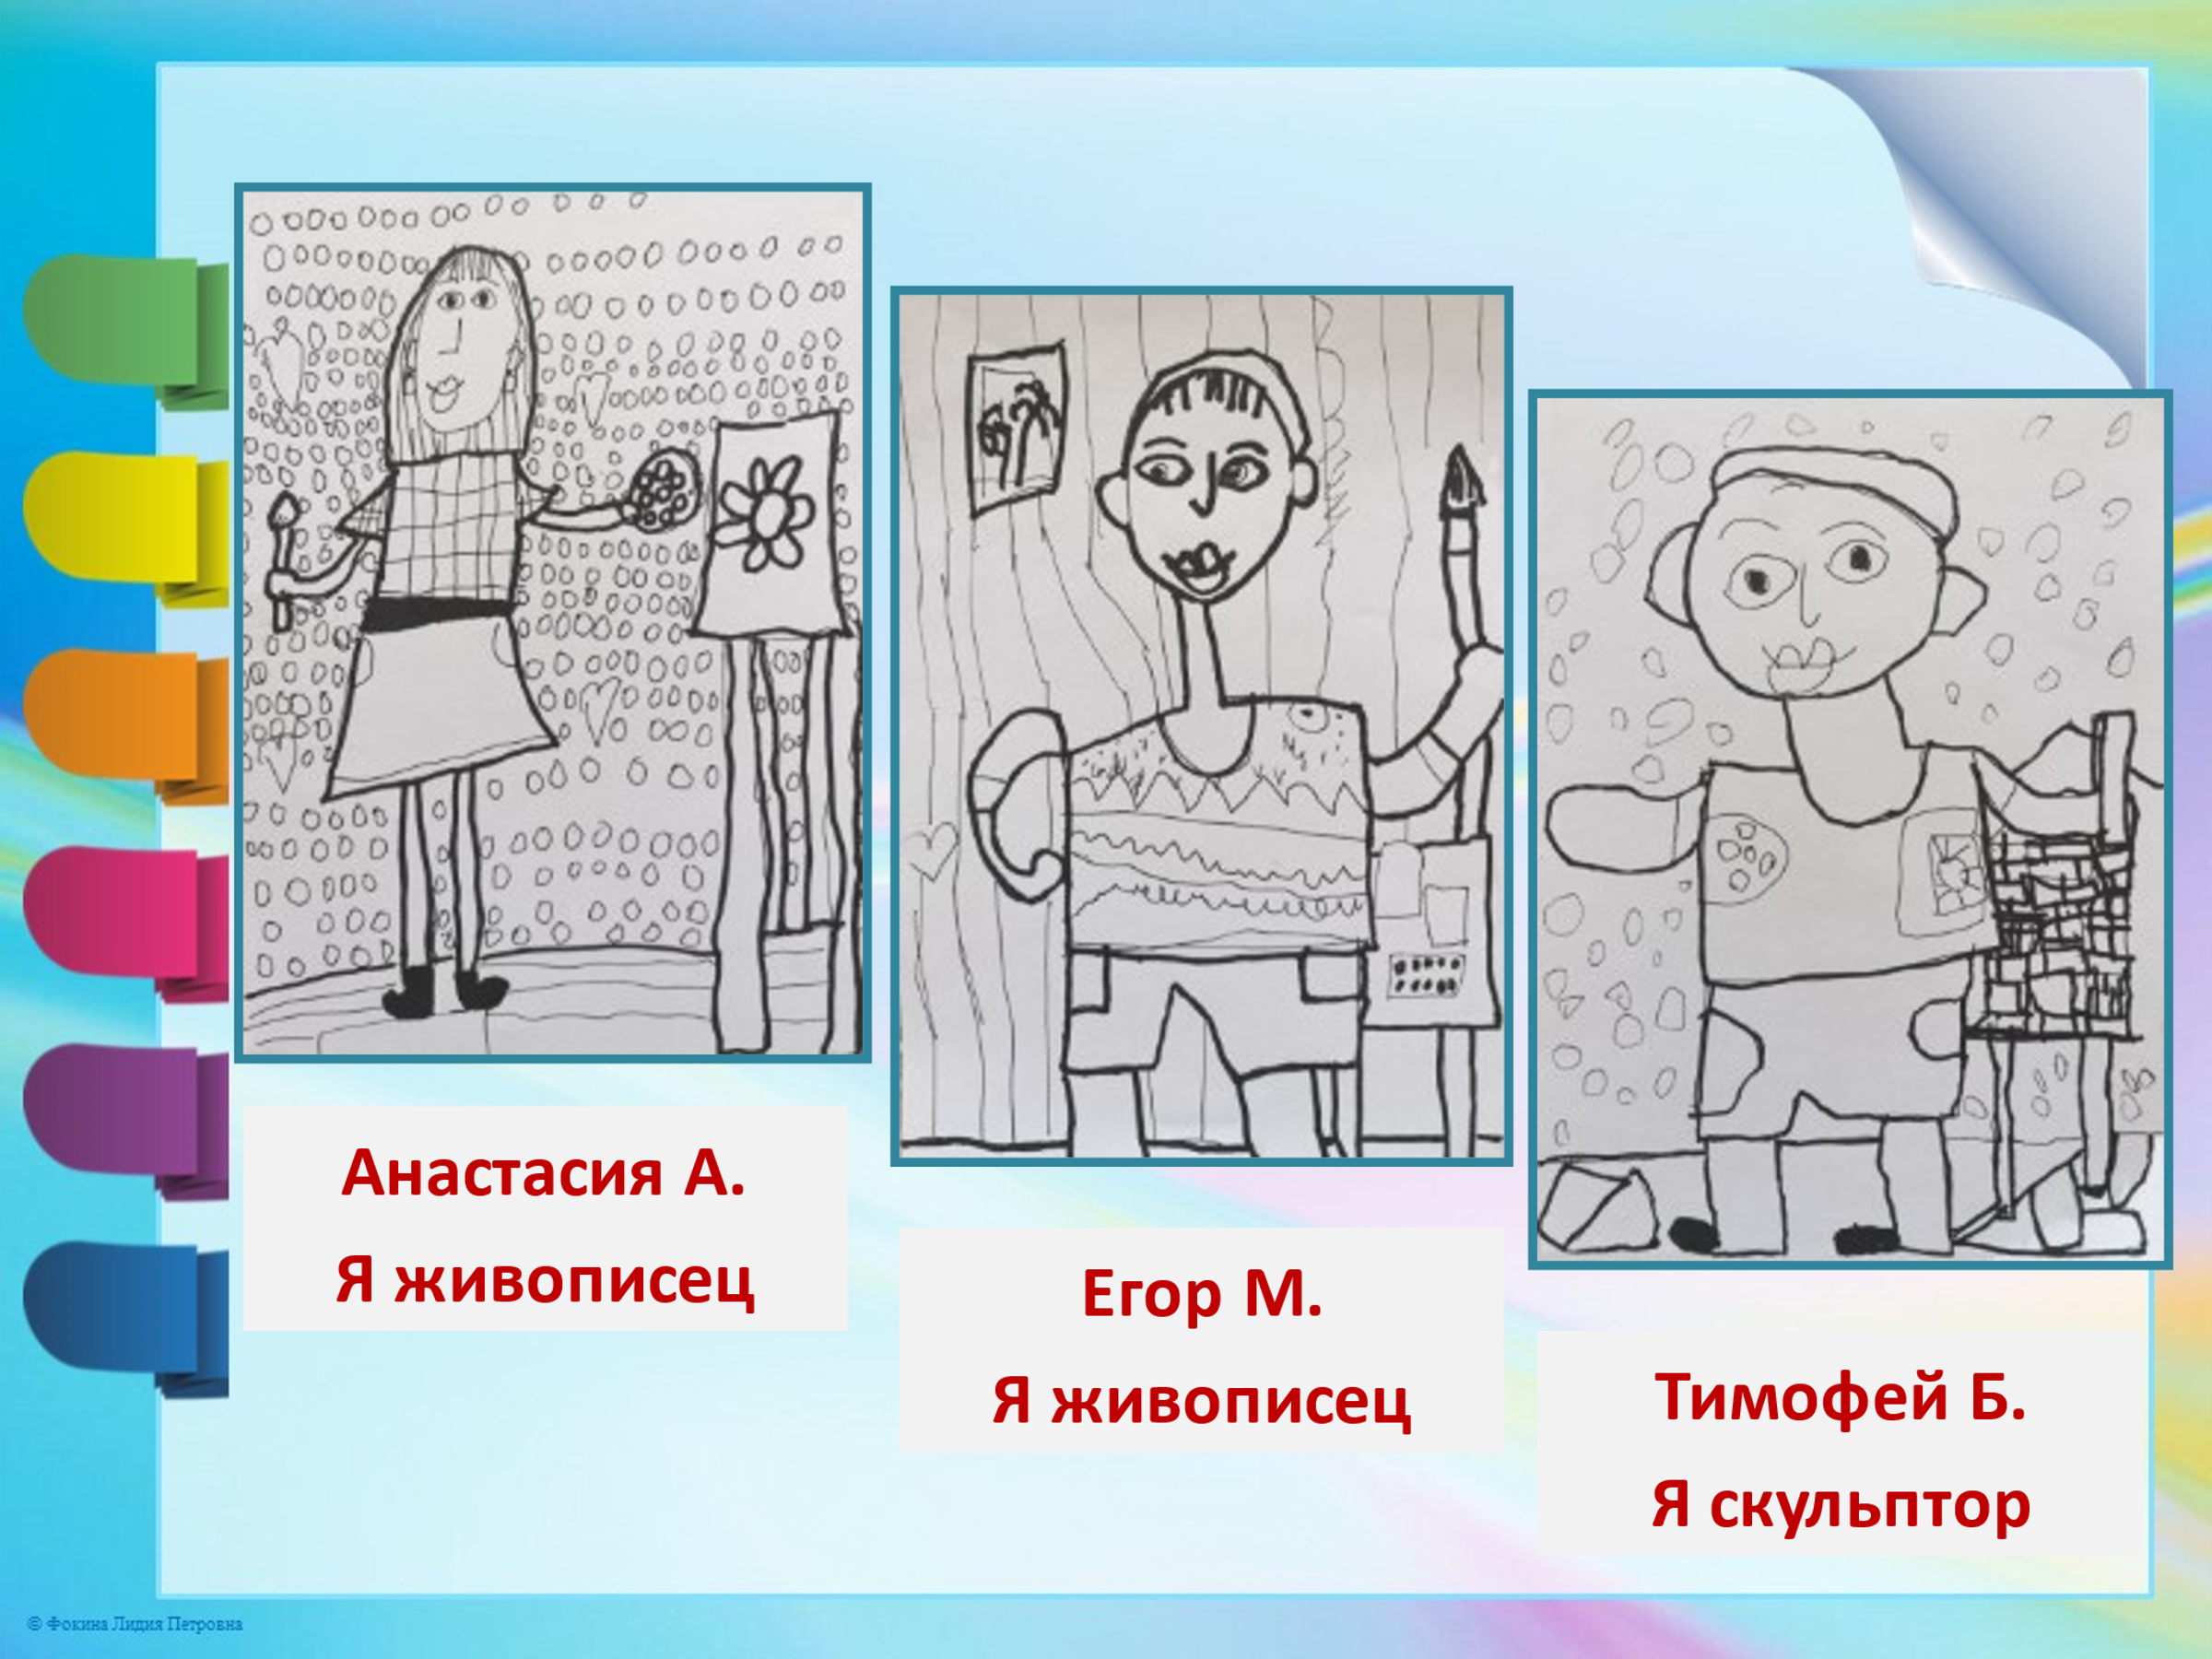 Анастасия А.
Я живописец
Егор М.
Я живописец
Тимофей Б.
Я скульптор
© Фокина Лидия Петровна